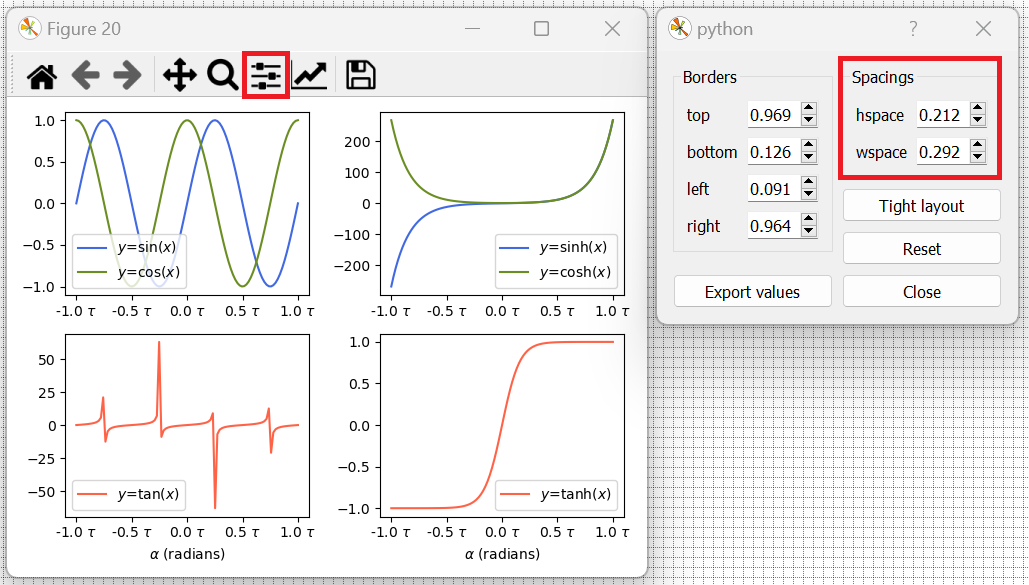 Figure 20
1.0
0.5
0.0
−0.5
−1.0
y=sin(x)
y=cos(x)
-1.0 τ -0.5 τ 0.0 τ 0.5 τ 1.0 τ
200
100
0
−100
−200
y=sinh(x)
y=cosh(x)
-1.0 τ -0.5 τ 0.0 τ 0.5 τ 1.0 τ
50
25
0
−25
−50
y=tan(x)
-1.0 τ -0.5 τ 0.0 τ 0.5 τ 1.0 τ
α (radians)
1.0
0.5
0.0
−0.5
−1.0
y=tanh(x)
-1.0 τ -0.5 τ 0.0 τ 0.5 τ 1.0 τ
α (radians)
python
?
Borders
top 0.969
bottom 0.126
left 0.091
right 0.964
Export values
Spacings
hspace 0.212
wspace 0.292
Tight layout
Reset
Close